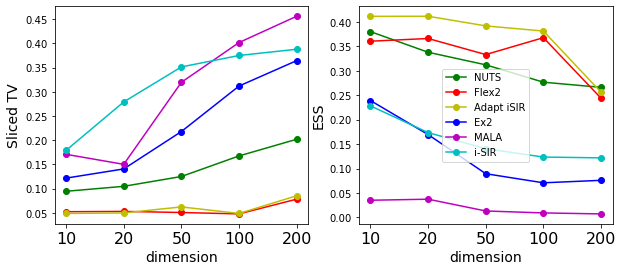 Sliced TV
0.45
0.40
0.35
0.30
0.25
0.20
0.15
0.10
0.05
10 20 50 100 200
dimension
ESS
0.40
0.35
0.30
0.25
0.20
0.15
0.10
0.05
0.00
NUTS
Flex2
Adapt iSIR
Ex2
MALA
i-SIR
10 20 50 100 200
dimension